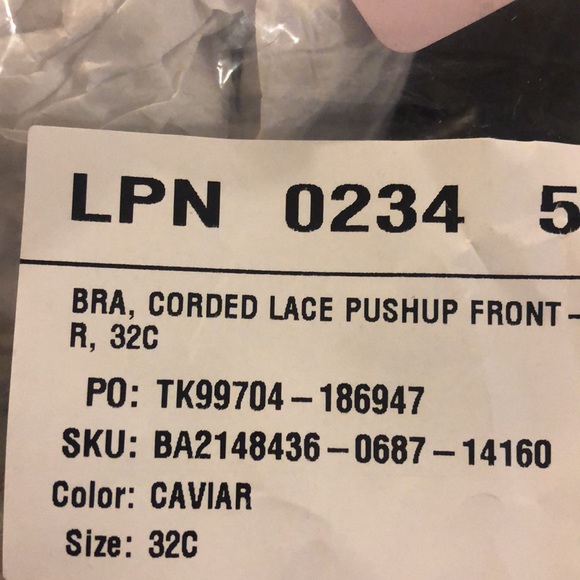 LPN 0234 5
BRA, CORDED LACE PUSHUP FRONT-
R, 32C
PO: TK99704-186947
SKU: BA2148436-0687-14160
Color: CAVIAR
Size: 32C